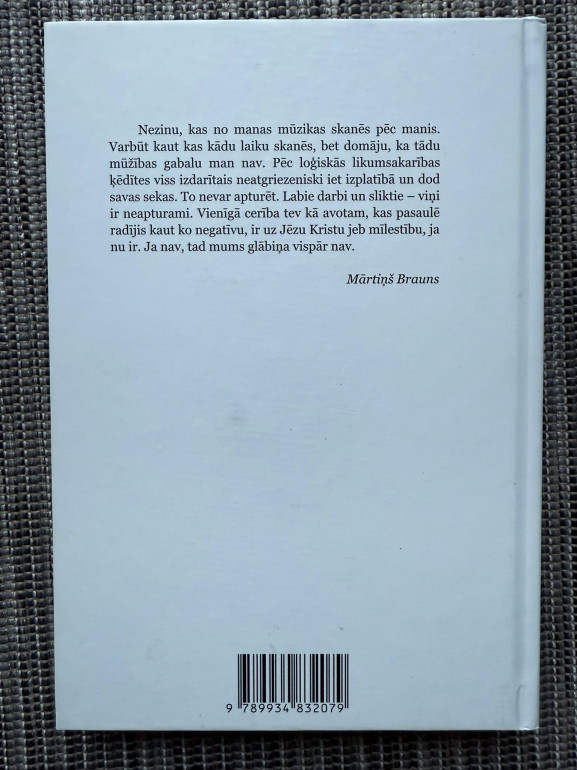 Nezinu, kas no manas mūzikas skanēs pēc manis.
Varbūt kaut kas kādu laiku skanēs, bet domāju, ka tādu
mūžības gabalu man nav. Pēc loģiskās likumsakarības
ķēdītes viss izdarītais neatgriezeniski iet izplatībā un dod
savas sekas. To nevar apturēt. Labie darbi un sliktie – viņi
ir neapturami. Vienīgā cerība tev kā avotam, kas pasaulē
radījis kaut ko negatīvu, ir uz Jēzu Kristu jeb mīlestību, ja
nu ir. Ja nav, tad mums glābiņa vispār nav.
Mārtiņš Brauns
9 789934 832079